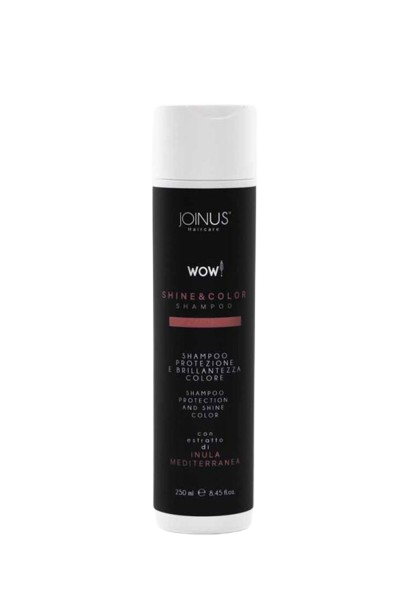 JOINUS®
Haircare
WOW!
SHINE&COLOR
SHAMPOO
SHAMPOO
PROTEZIONE
E BRILLANTEZZA
COLORE
SHAMPOO
PROTECTION
AND SHINE
COLOR
con
estratto
di
INULA
MEDITERRANEA
250 ml ℮ 8.45 fl.oz.